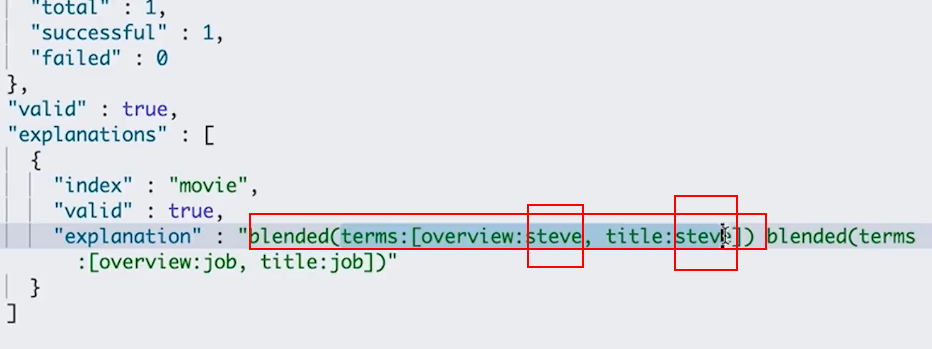 "total" : 1,
"successful" : 1,
"failed" : 0
},
"valid" : true,
"explanations" : [
{
"index" : "movie",
"valid" : true,
"explanation" : "blended(terms:[overview:steve, title:steve]) blended(terms
:[overview:job, title:job])"
}
]